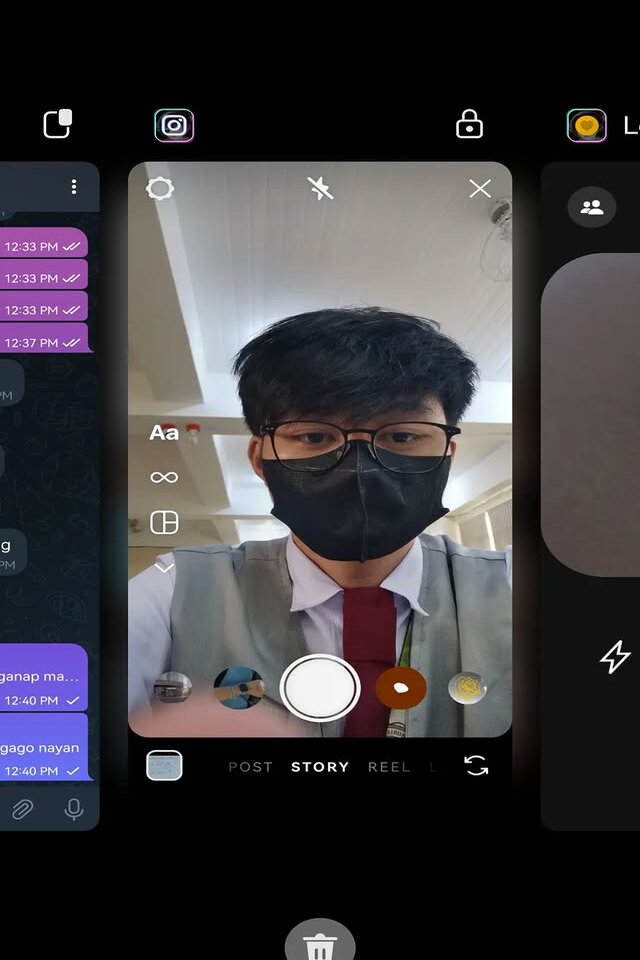 12:33 PM
12:33 PM
12:33 PM
12:37 PM
PM
g
PM
ganap ma...
12:40 PM
gago nayan
12:40 PM
Aa
POST STORY REEL L
L